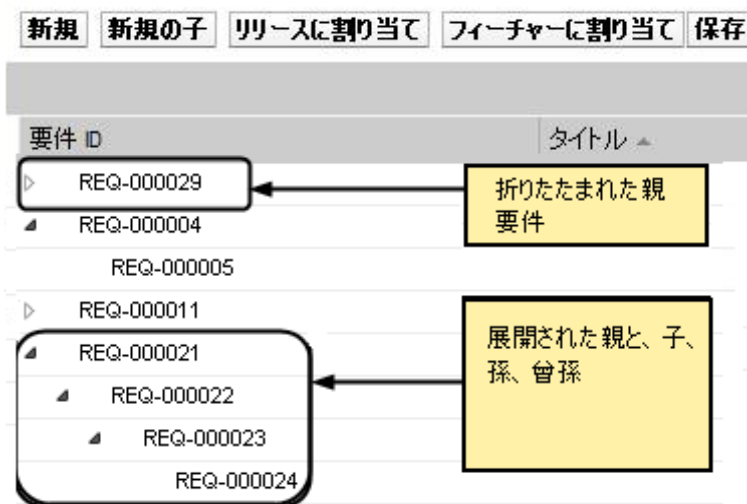 新規 新規の子 リリースに割り当て フィーチャーに割り当て 保存
要件 ID タイトル
REQ-000029
折りたたまれた親
要件
REQ-000004
REQ-000005
REQ-000011
展開された親と、子、
孫、曾孫
REQ-000021
REQ-000022
REQ-000023
REQ-000024